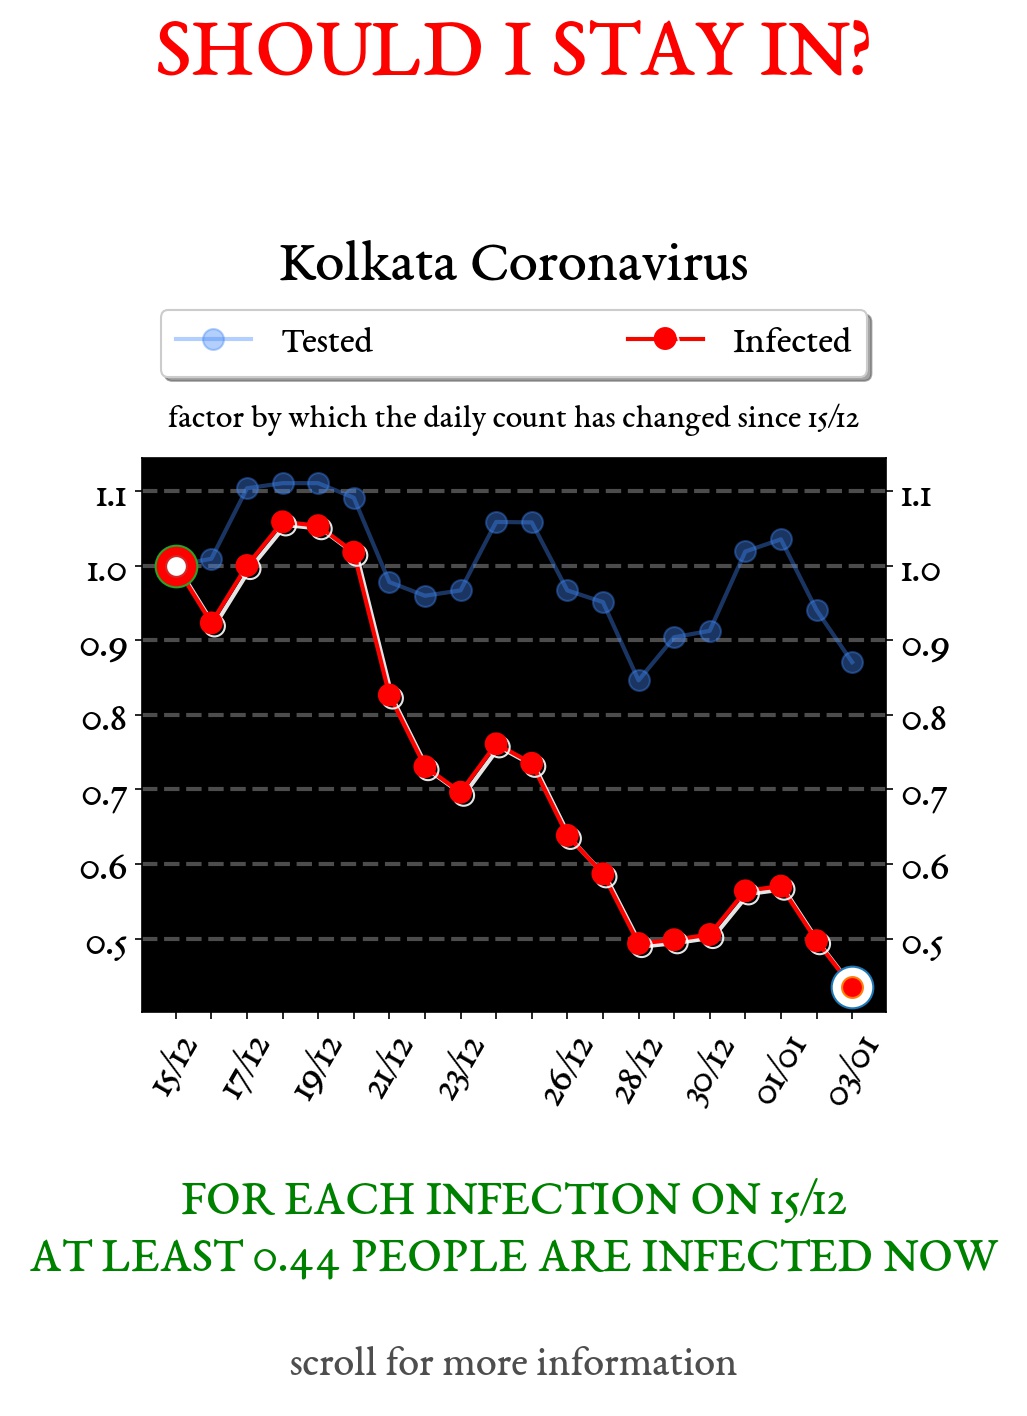 SHOULD I STAY IN?
Kolkata Coronavirus
Tested Infected
factor by which the daily count has changed since 15/12
1.1 1.1
1.0 1.0
0.9 0.9
0.8 0.8
0.7 0.7
0.6 0.6
0.5 0.5
15/12 17/12 19/12 21/12 23/12 26/12 28/12 30/12 01/01 03/01
FOR EACH INFECTION ON 15/12
AT LEAST 0.44 PEOPLE ARE INFECTED NOW
scroll for more information